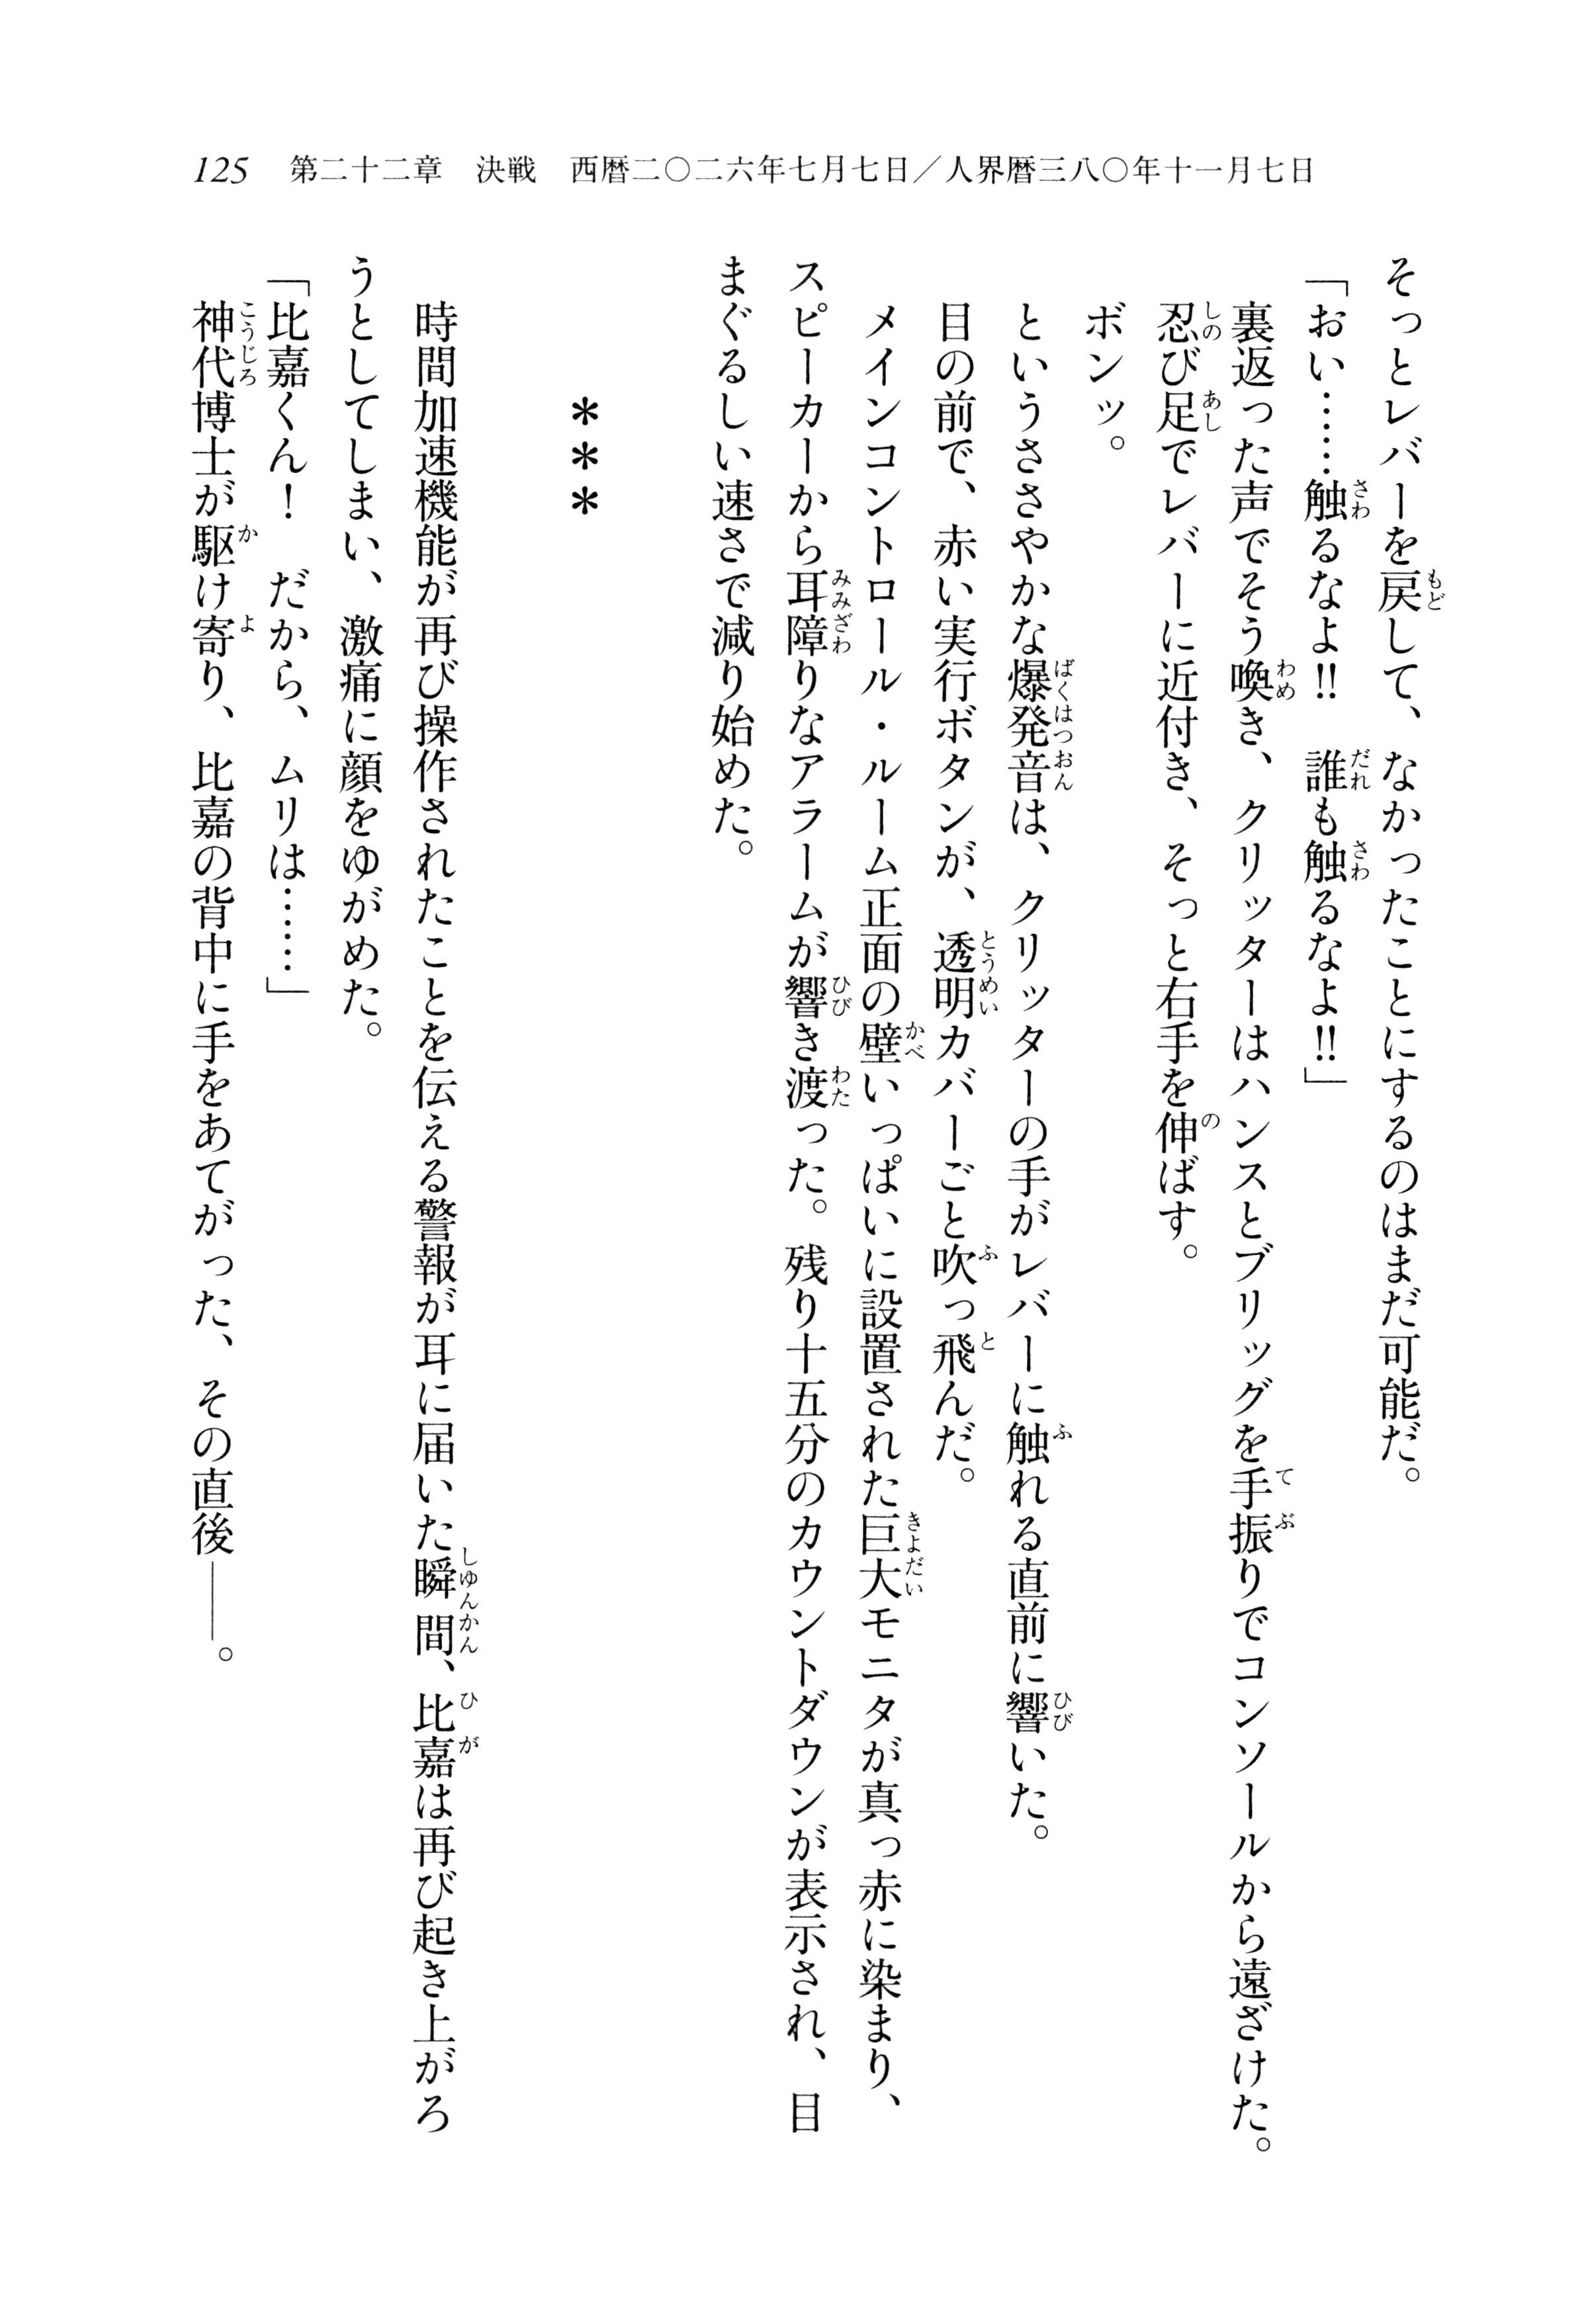 125 第二十二章　決戦　西暦二〇二六年七月七日／人界暦三八〇年十一月七日
そっとレバーを戻して、なかったことにするのはまだ可能だ。
「おい……触るなよ!!　誰も触るなよ!!」
裏返った声でそう喚き、クリッターはハンスとブリッグを手振りでコンソールから遠ざけた。
忍び足でレバーに近付き、そっと右手を伸ばす。
ボンッ。
というささやかな爆発音は、クリッターの手がレバーに触れる直前に響いた。
目の前で、赤い実行ボタンが、透明カバーごと吹っ飛んだ。
メインコントロール・ルーム正面の壁いっぱいに設置された巨大モニタが真っ赤に染まり、
スピーカーから耳障りなアラームが響き渡った。残り十五分のカウントダウンが表示され、目
まぐるしい速さで減り始めた。
＊＊＊
時間加速機能が再び操作されたことを伝える警報が耳に届いた瞬間、比嘉は再び起き上がろ
うとしてしまい、激痛に顔をゆがめた。
「比嘉くん！　だから、ムリは……」
神代博士が駆け寄り、比嘉の背中に手をあてがった、その直後――。